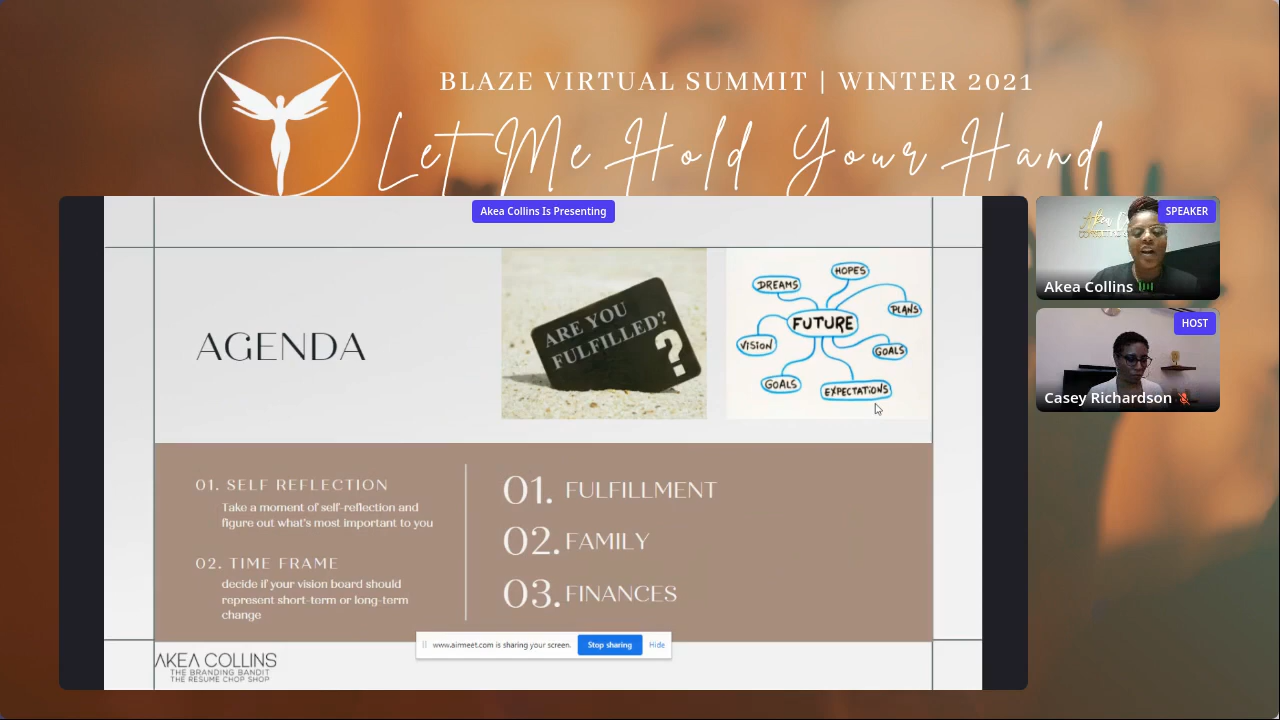 BLAZE VIRTUAL SUMMIT | WINTER 2021
Let Me Hold Your Hand
Akea Collins Is Presenting
SPEAKER
Akea Collins
HOST
Casey Richardson
AGENDA
ARE YOU
FULFILLED?
?
HOPES
DREAMS
PLANS
FUTURE
VISION
GOALS
GOALS
EXPECTATIONS
01. SELF REFLECTION
Take a moment of self-reflection and
figure out what's most important to you
02. TIME FRAME
decide if your vision board should
represent short-term or long-term
change
01. FULFILLMENT
02. FAMILY
03. FINANCES
www.airmeet.com is sharing your screen.
Stop sharing
Hide
AKEA COLLINS
THE BRANDING BANDIT
THE RESUME CHOP SHOP